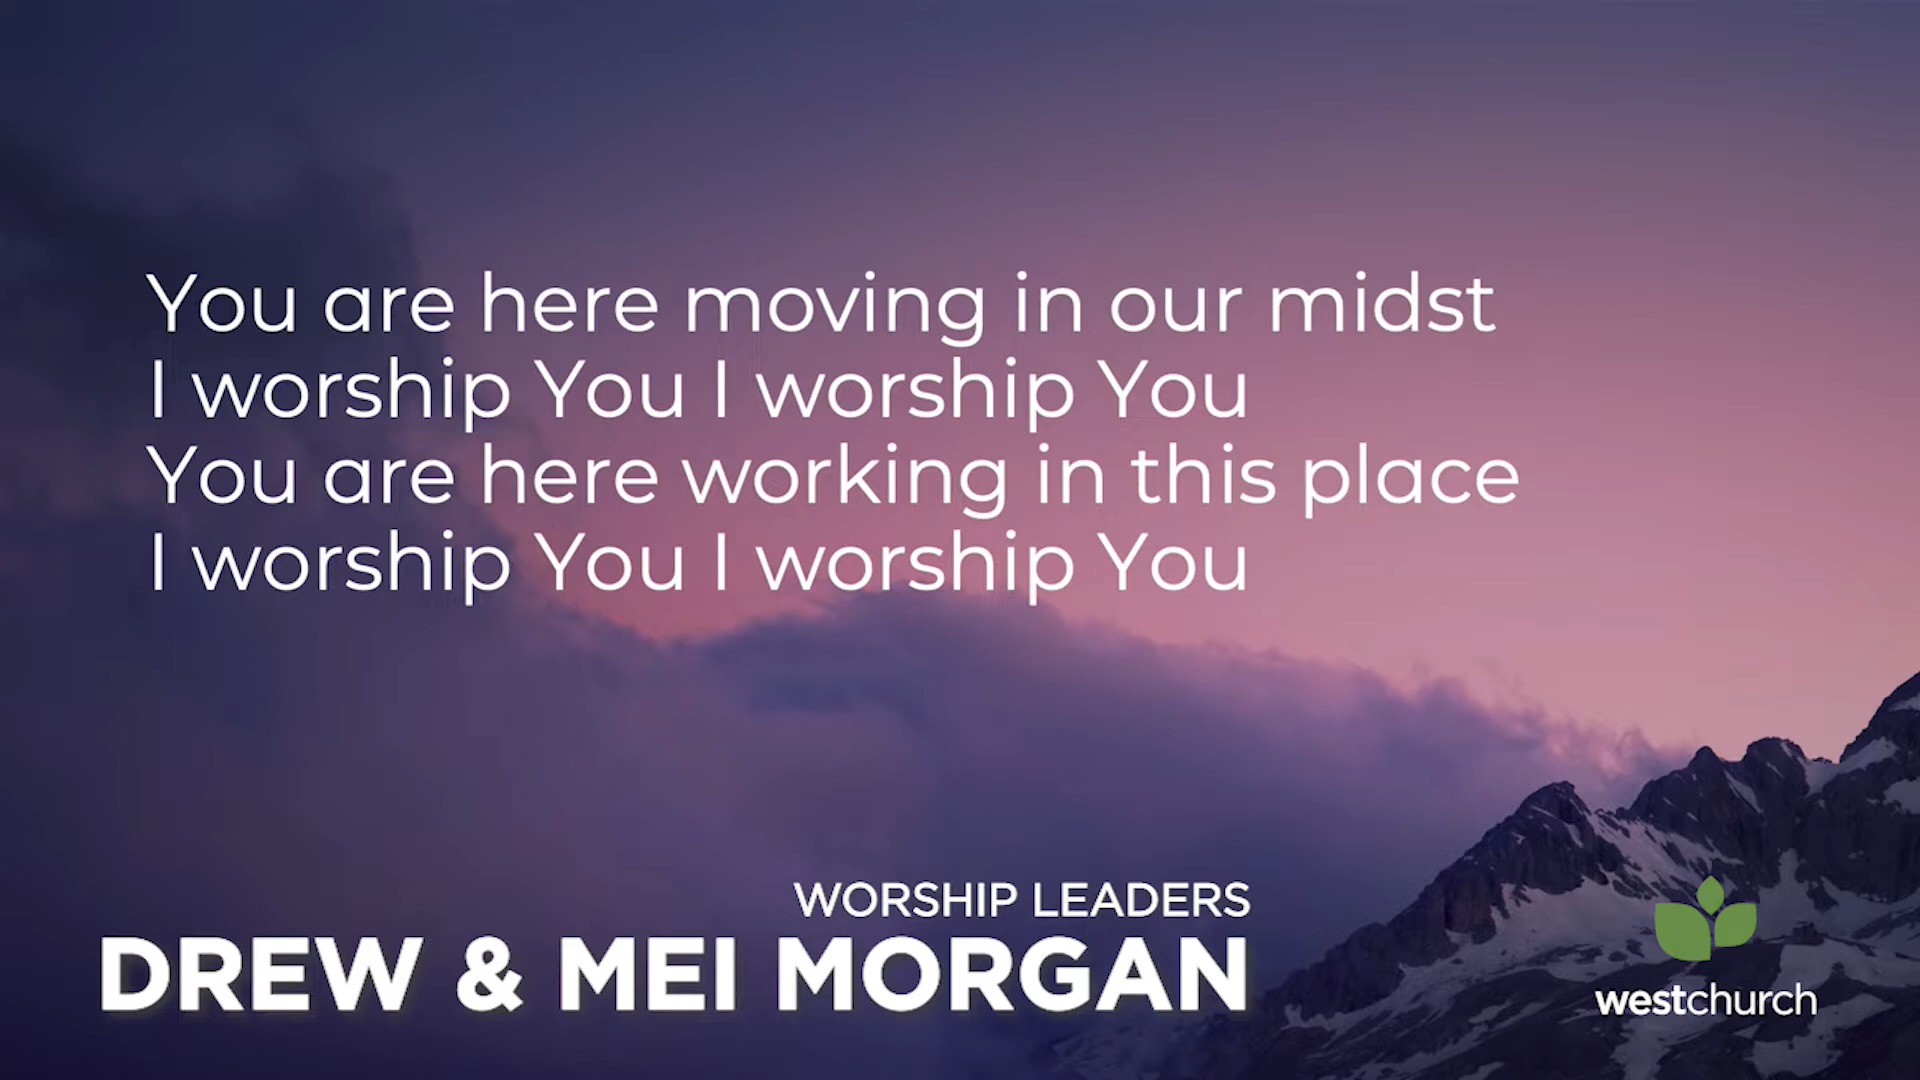 You are here moving in our midst
I worship You I worship You
You are here working in this place
I worship You I worship You
WORSHIP LEADERS
DREW & MEI MORGAN
westchurch